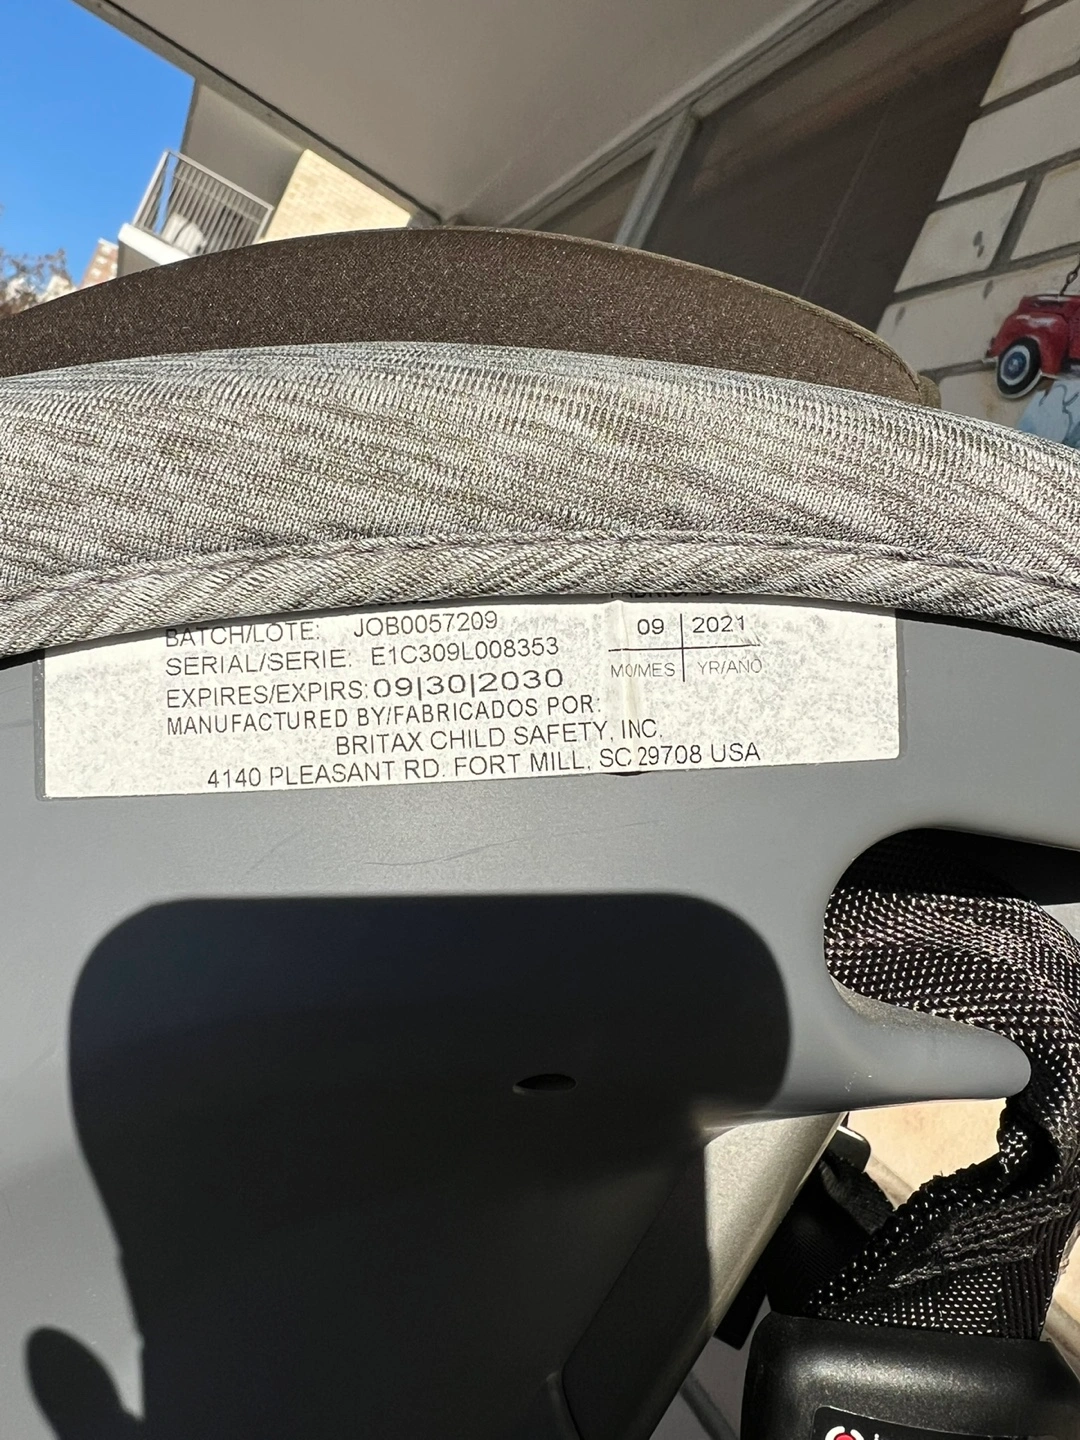 BATCH/LOTE: JOB0057209
SERIAL/SERIE: E1C309L008353
EXPIRES/EXPIRS: 09|30|2030
MANUFACTURED BY/FABRICADOS POR:
BRITAX CHILD SAFETY, INC.
4140 PLEASANT RD. FORT MILL, SC 29708 USA
09 | 2021
MO/MES | YR/AÑO